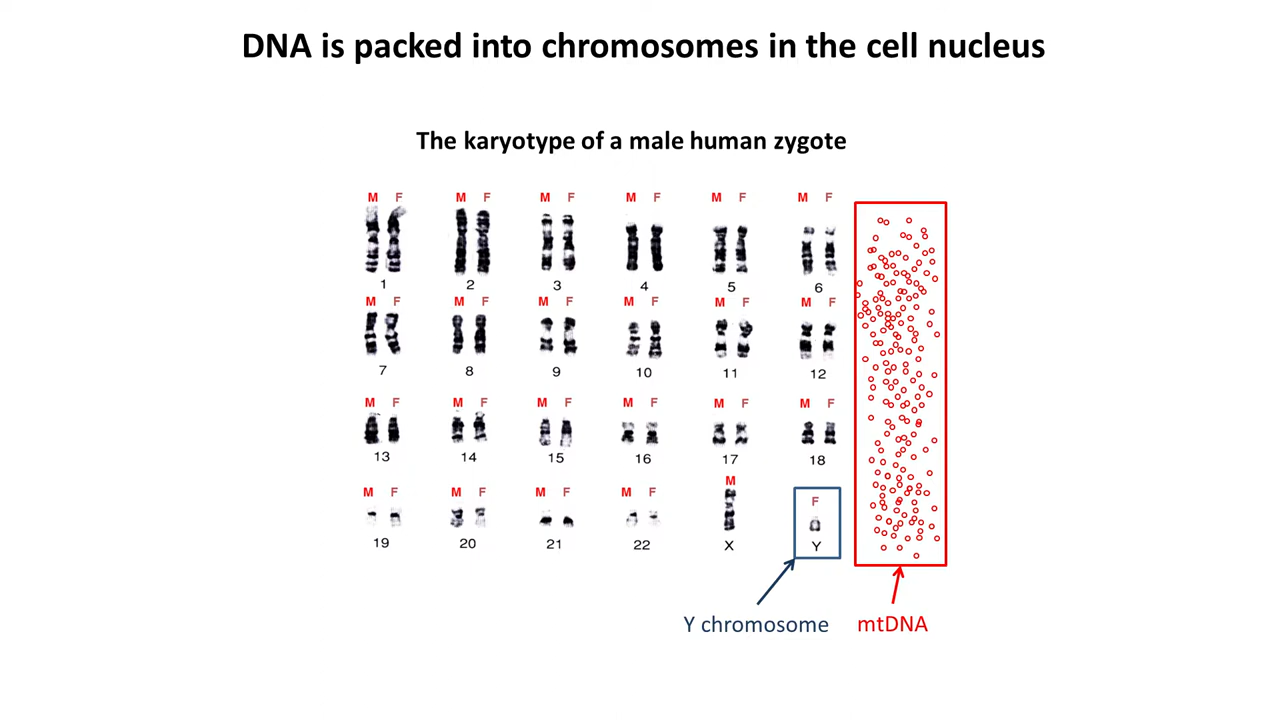 DNA is packed into chromosomes in the cell nucleus
The karyotype of a male human zygote
M F M F M F M F M F M F
1 2 3 4 5 6
M F M F M F M F M F M F
7 8 9 10 11 12
M F M F M F M F M F M F
13 14 15 16 17 18
M F M F M F M F M F
19 20 21 22 X Y
Y chromosome mtDNA